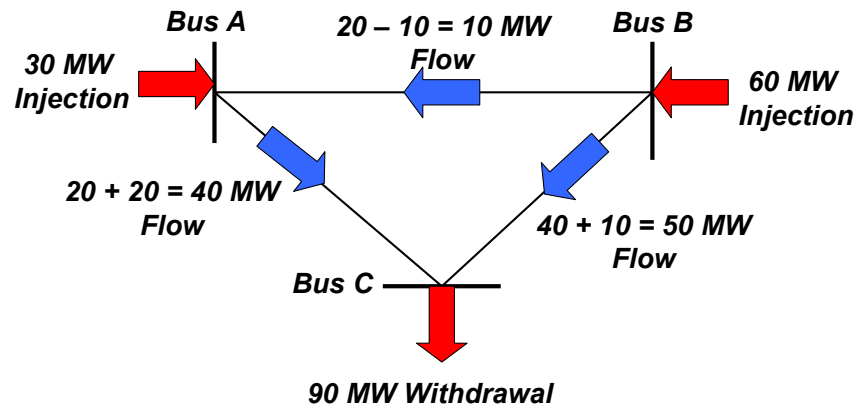 Bus A
20 – 10 = 10 MW
Flow
Bus B
30 MW
Injection
60 MW
Injection
20 + 20 = 40 MW
Flow
40 + 10 = 50 MW
Flow
Bus C
90 MW Withdrawal